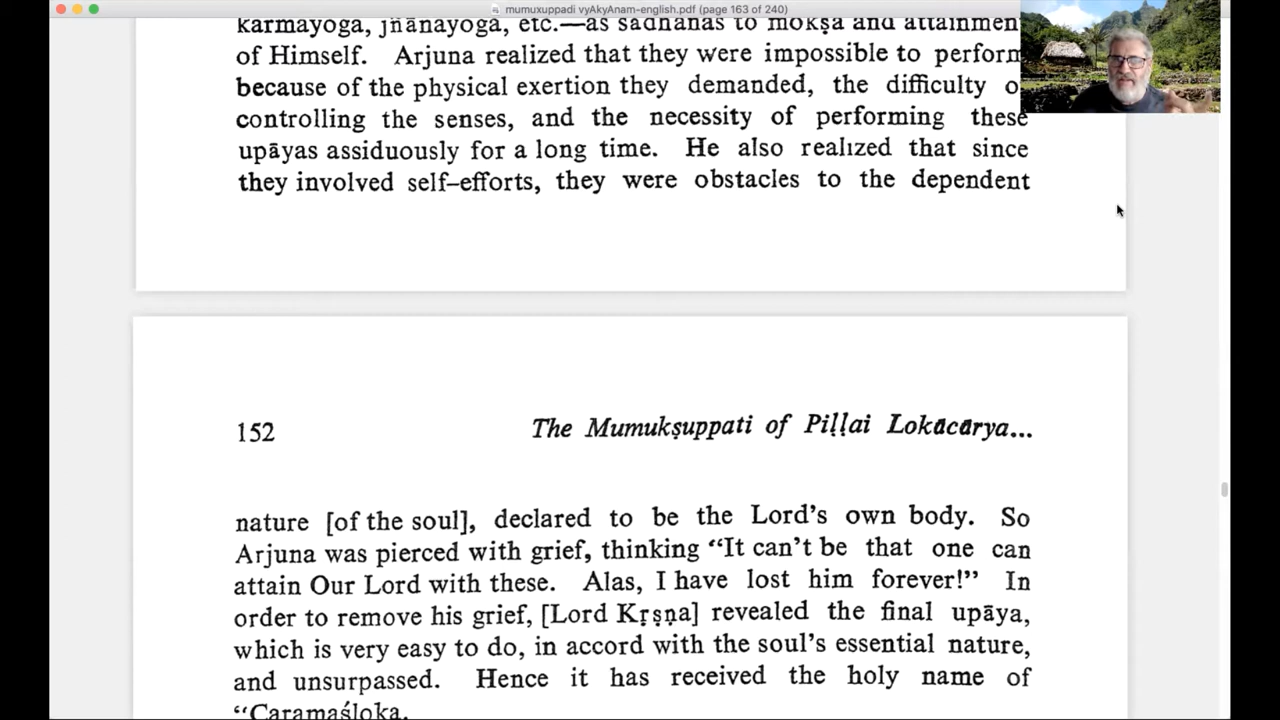 mumuxuppadi vyAkyAnam-english.pdf (page 163 of 240)
karmayoga, jñānayoga, etc.—as sādhanas to mokṣa and attainment
of Himself. Arjuna realized that they were impossible to perform
because of the physical exertion they demanded, the difficulty o
controlling the senses, and the necessity of performing these
upāyas assiduously for a long time. He also realized that since
they involved self–efforts, they were obstacles to the dependent
152 The Mumukṣuppati of Piḷḷai Lokācārya...
nature [of the soul], declared to be the Lord's own body. So
Arjuna was pierced with grief, thinking “It can't be that one can
attain Our Lord with these. Alas, I have lost him forever!” In
order to remove his grief, [Lord Kṛṣṇa] revealed the final upāya,
which is very easy to do, in accord with the soul's essential nature,
and unsurpassed. Hence it has received the holy name of
“Caramaśloka.